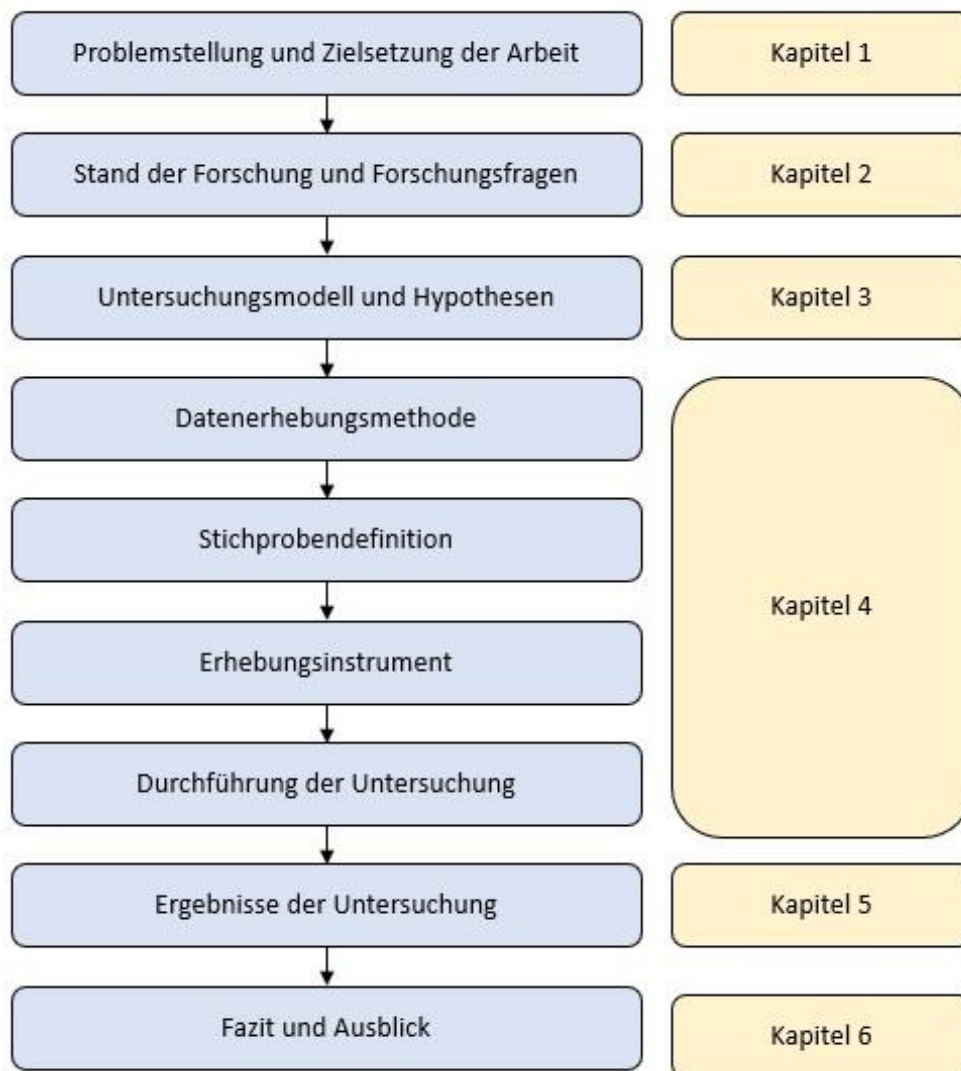 Problemstellung und Zielsetzung der Arbeit
Kapitel 1
Stand der Forschung und Forschungsfragen
Kapitel 2
Untersuchungsmodell und Hypothesen
Kapitel 3
Datenerhebungsmethode
Stichprobendefinition
Kapitel 4
Erhebungsinstrument
Durchführung der Untersuchung
Ergebnisse der Untersuchung
Kapitel 5
Fazit und Ausblick
Kapitel 6